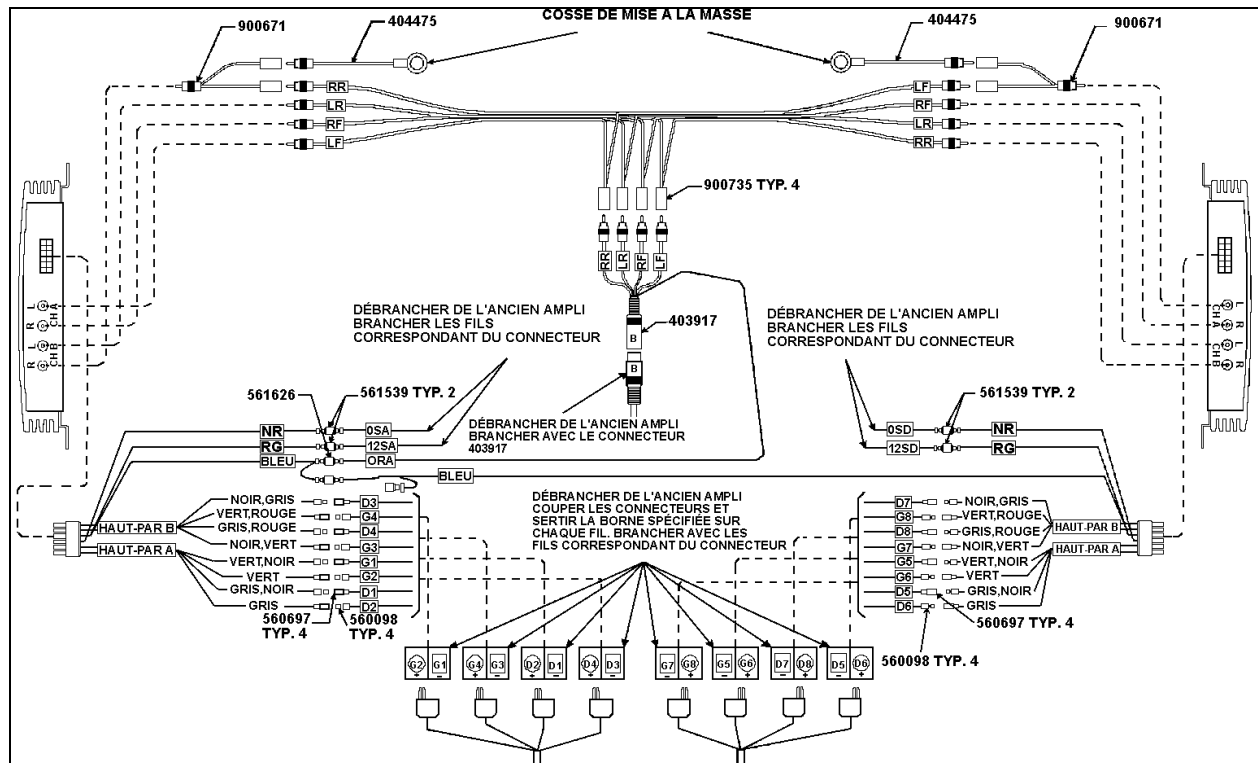 COSSE DE MISE A LA MASSE
900671
404475
404475
900671
RR
LR
RF
LF
LF
RF
LR
RR
900735 TYP. 4
RR
LR
RF
LF
L
R
CH A
L
R
CH B
L
R
CH A
L
R
CH B
DÉBRANCHER DE L'ANCIEN AMPLI
BRANCHER LES FILS
CORRESPONDANT DU CONNECTEUR
403917
B
B
DÉBRANCHER DE L'ANCIEN AMPLI
BRANCHER LES FILS
CORRESPONDANT DU CONNECTEUR
561626
561539 TYP. 2
561539 TYP. 2
DÉBRANCHER DE L'ANCIEN AMPLI
BRANCHER AVEC LE CONNECTEUR
403917
NR
0SA
RG
12SA
BLEU
ORA
BLEU
0SD
NR
12SD
RG
DÉBRANCHER DE L'ANCIEN AMPLI
COUPER LES CONNECTEURS ET
SERTIR LA BORNE SPÉCIFIÉE SUR
CHAQUE FIL. BRANCHER AVEC LES
FILS CORRESPONDANT DU CONNECTEUR
HAUT-PAR B
HAUT-PAR A
NOIR,GRIS
D3
VERT,ROUGE
G4
GRIS,ROUGE
D4
NOIR,VERT
G3
VERT,NOIR
G1
VERT
G2
GRIS,NOIR
D1
GRIS
D2
560697
TYP. 4
560098
TYP. 4
D7
NOIR,GRIS
G8
VERT,ROUGE
D8
GRIS,ROUGE
G7
NOIR,VERT
G5
VERT,NOIR
G6
VERT
D5
GRIS,NOIR
D6
GRIS
HAUT-PAR B
HAUT-PAR A
560697 TYP. 4
560098 TYP. 4
G2 G1
+ -
G4 G3
+ -
D2 D1
+ -
D4 D3
+ -
G7 G8
- +
G5 G6
- +
D7 D8
- +
D5 D6
- +